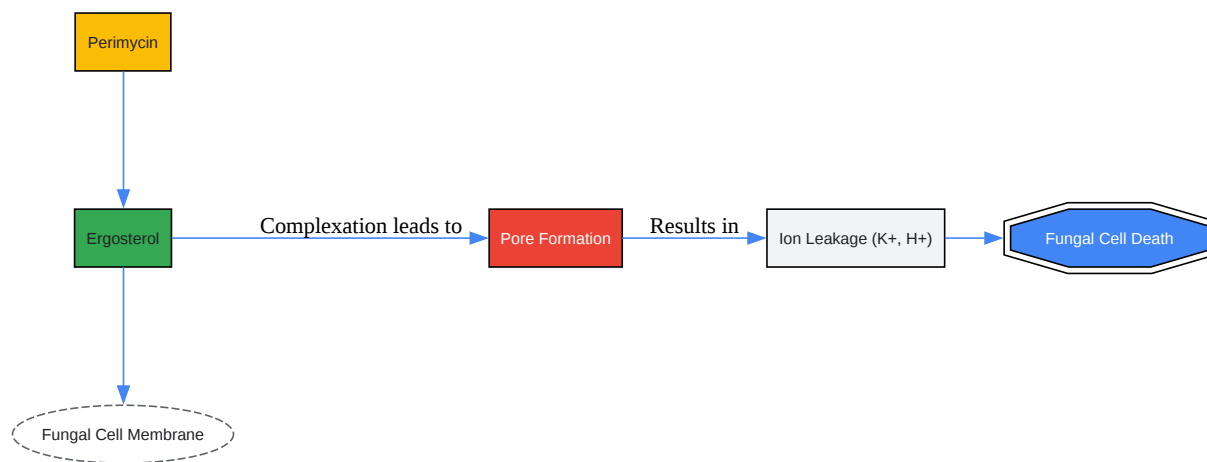 Perimycin
Ergosterol
Complexation leads to
Pore Formation
Results in
Ion Leakage (K+, H+)
Fungal Cell Death
Fungal Cell Membrane